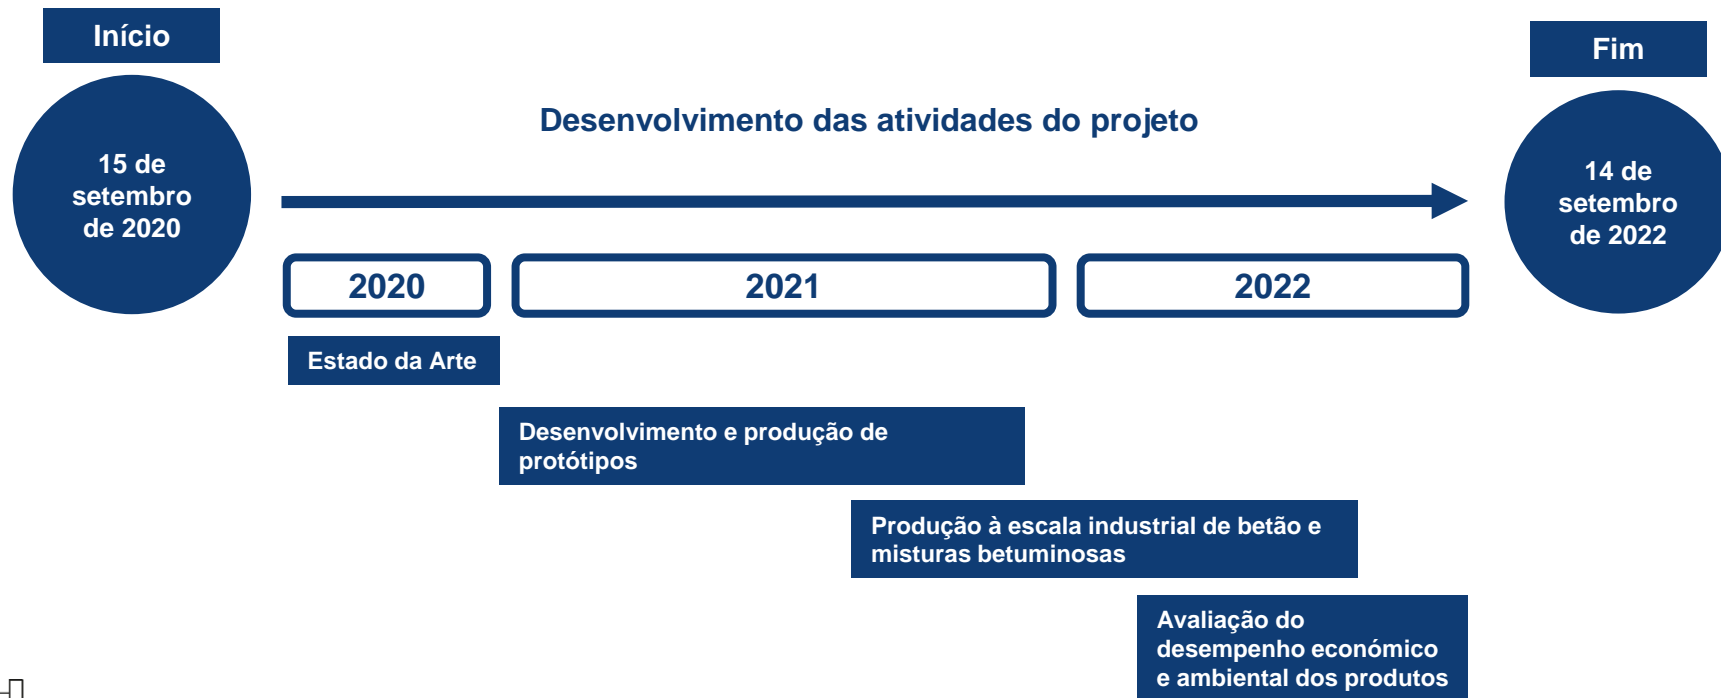 Início
Fim
15 de
setembro
de 2020
Desenvolvimento das atividades do projeto
14 de
setembro
de 2022
2020
2021
2022
Estado da Arte
Desenvolvimento e produção de
protótipos
Produção à escala industrial de betão e
misturas betuminosas
Avaliação do
desempenho económico
e ambiental dos produtos